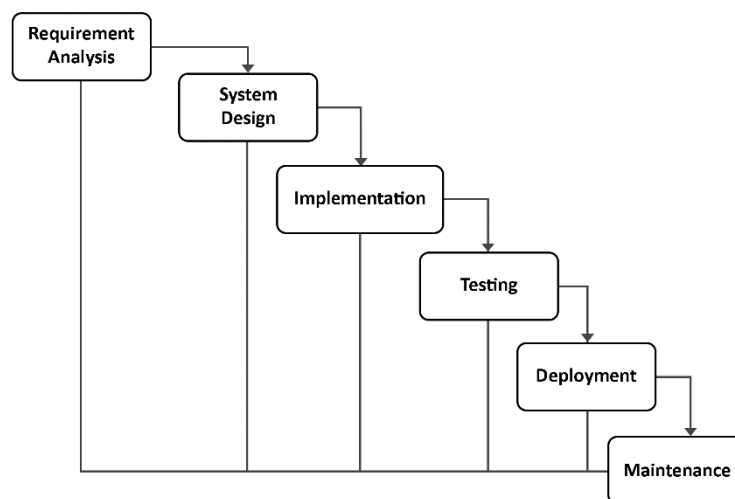 Requirement
Analysis
System
Design
Implementation
Testing
Deployment
Maintenance